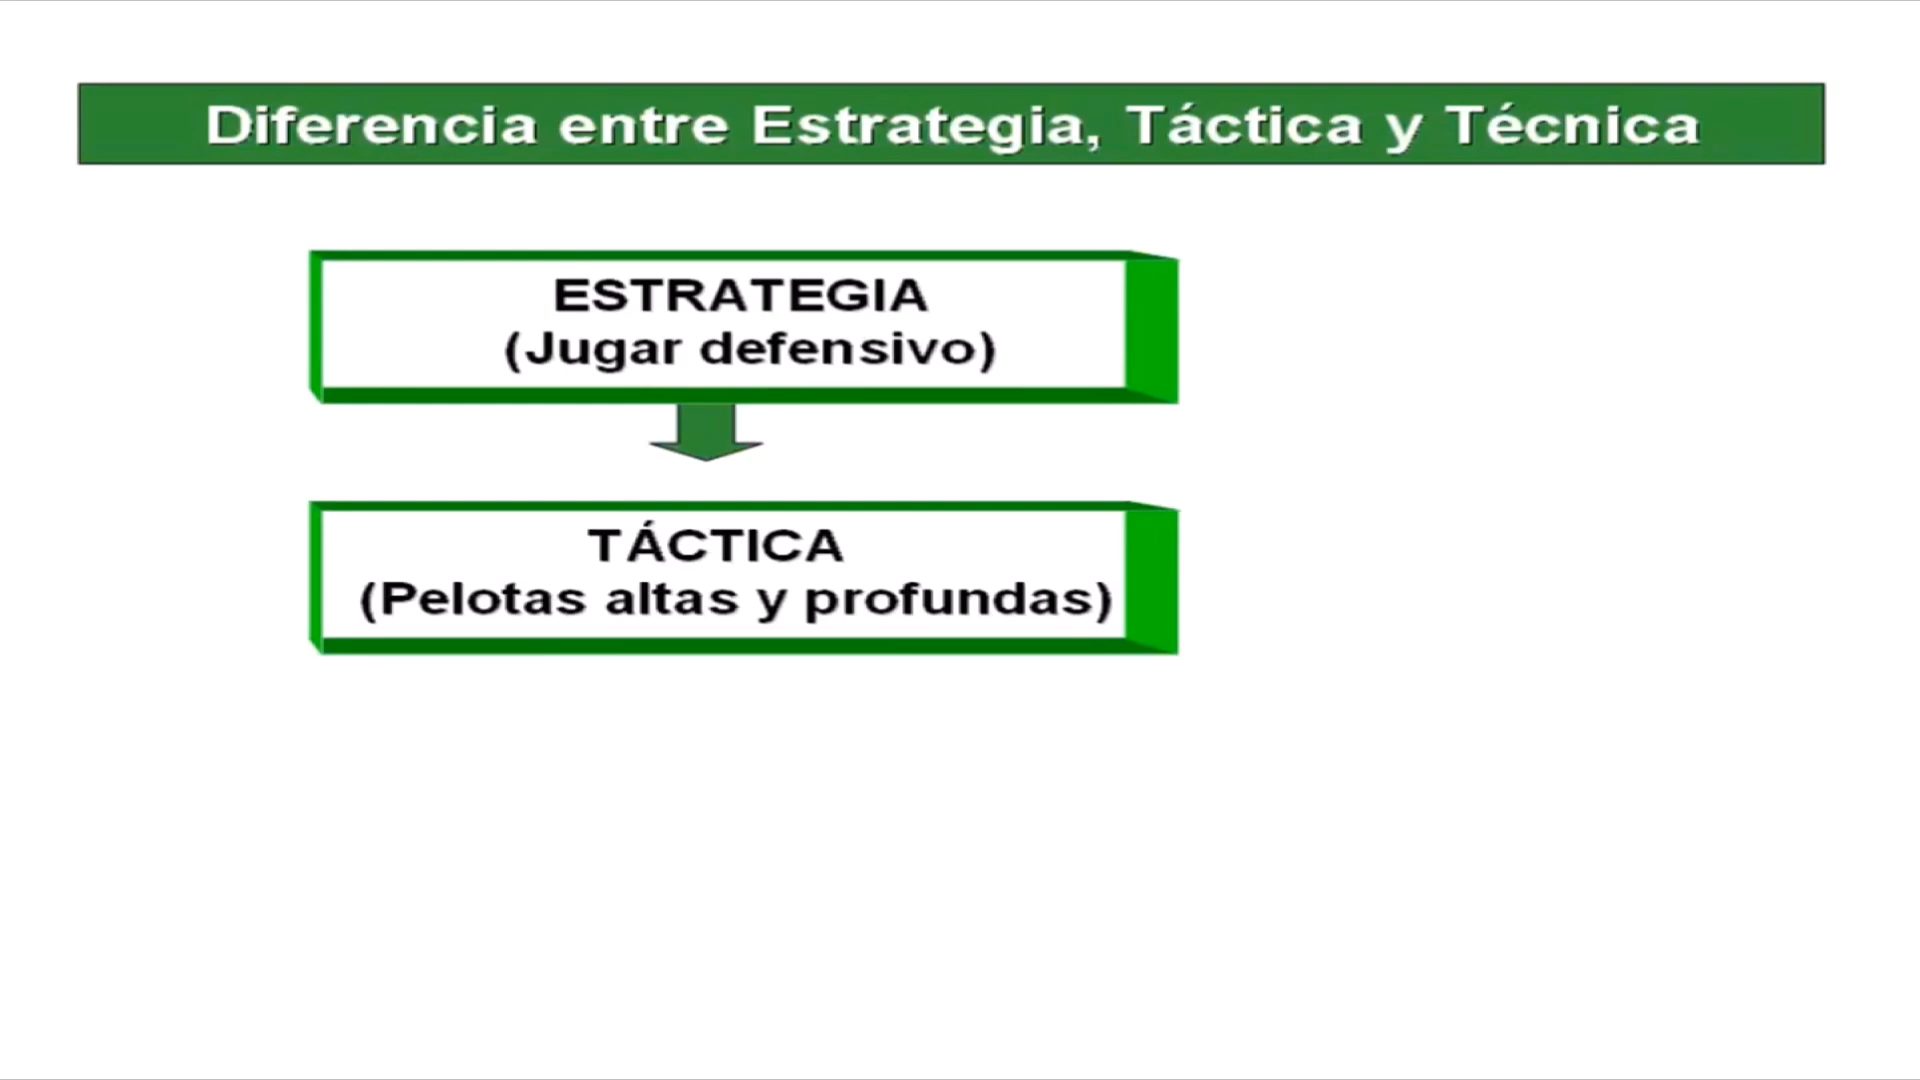 Diferencia entre Estrategia, Táctica y Técnica
ESTRATEGIA
(Jugar defensivo)
TÁCTICA
(Pelotas altas y profundas)